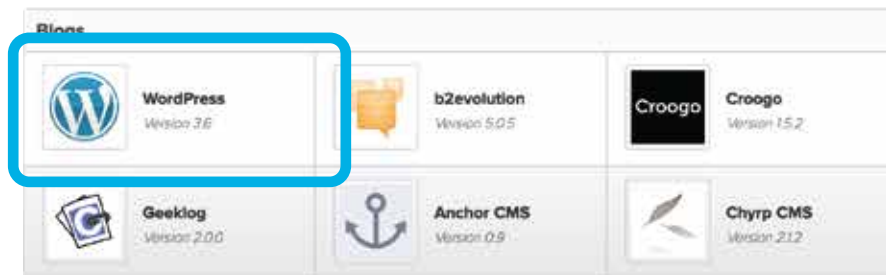 Blogs
WordPress
Version 3.6
b2evolution
Version 5.0.5
Croogo
Croogo
Version 1.5.2
Geeklog
Version 2.0.0
Anchor CMS
Version 0.9
Chyrp CMS
Version 2.1.2